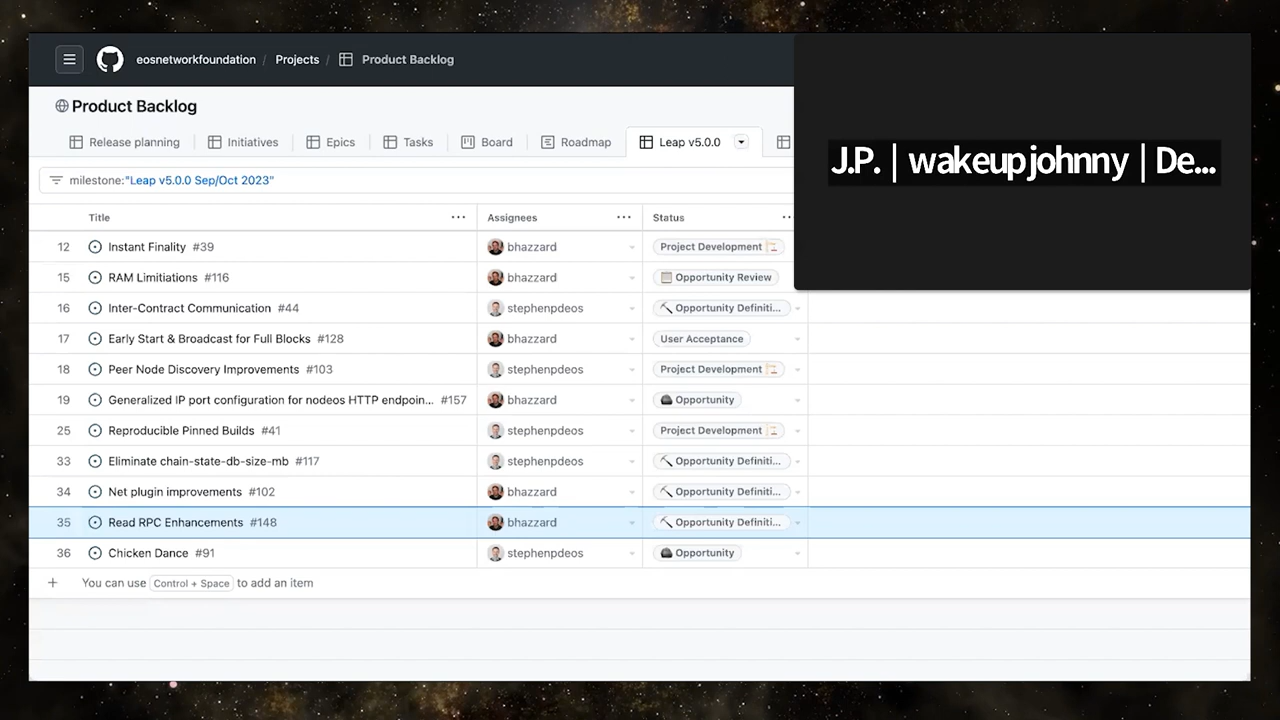 eosnetworkfoundation / Projects / Product Backlog
J.P. | wakeupjohnny | De...
Product Backlog
Release planning Initiatives Epics Tasks Board Roadmap Leap v5.0.0
milestone:"Leap v5.0.0 Sep/Oct 2023"
Title ... Assignees ... Status ...
12 Instant Finality #39 bhazzard Project Development
15 RAM Limitiations #116 bhazzard Opportunity Review
16 Inter-Contract Communication #44 stephenpdeos Opportunity Definiti...
17 Early Start & Broadcast for Full Blocks #128 bhazzard User Acceptance
18 Peer Node Discovery Improvements #103 stephenpdeos Project Development
19 Generalized IP port configuration for nodeos HTTP endpoin... #157 bhazzard Opportunity
25 Reproducible Pinned Builds #41 stephenpdeos Project Development
33 Eliminate chain-state-db-size-mb #117 stephenpdeos Opportunity Definiti...
34 Net plugin improvements #102 bhazzard Opportunity Definiti...
35 Read RPC Enhancements #148 bhazzard Opportunity Definiti...
36 Chicken Dance #91 stephenpdeos Opportunity
+ You can use Control + Space to add an item